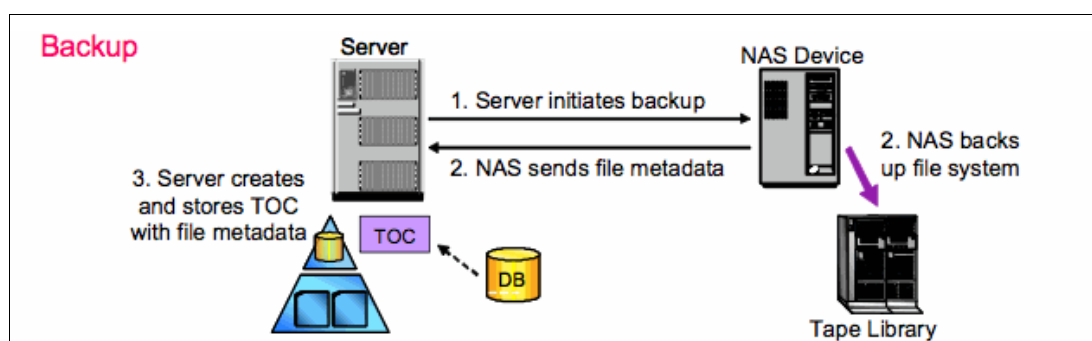 Backup
Server
NAS Device
1. Server initiates backup
2. NAS sends file metadata
2. NAS backs
up file system
3. Server creates
and stores TOC
with file metadata
TOC
DB
Tape Library